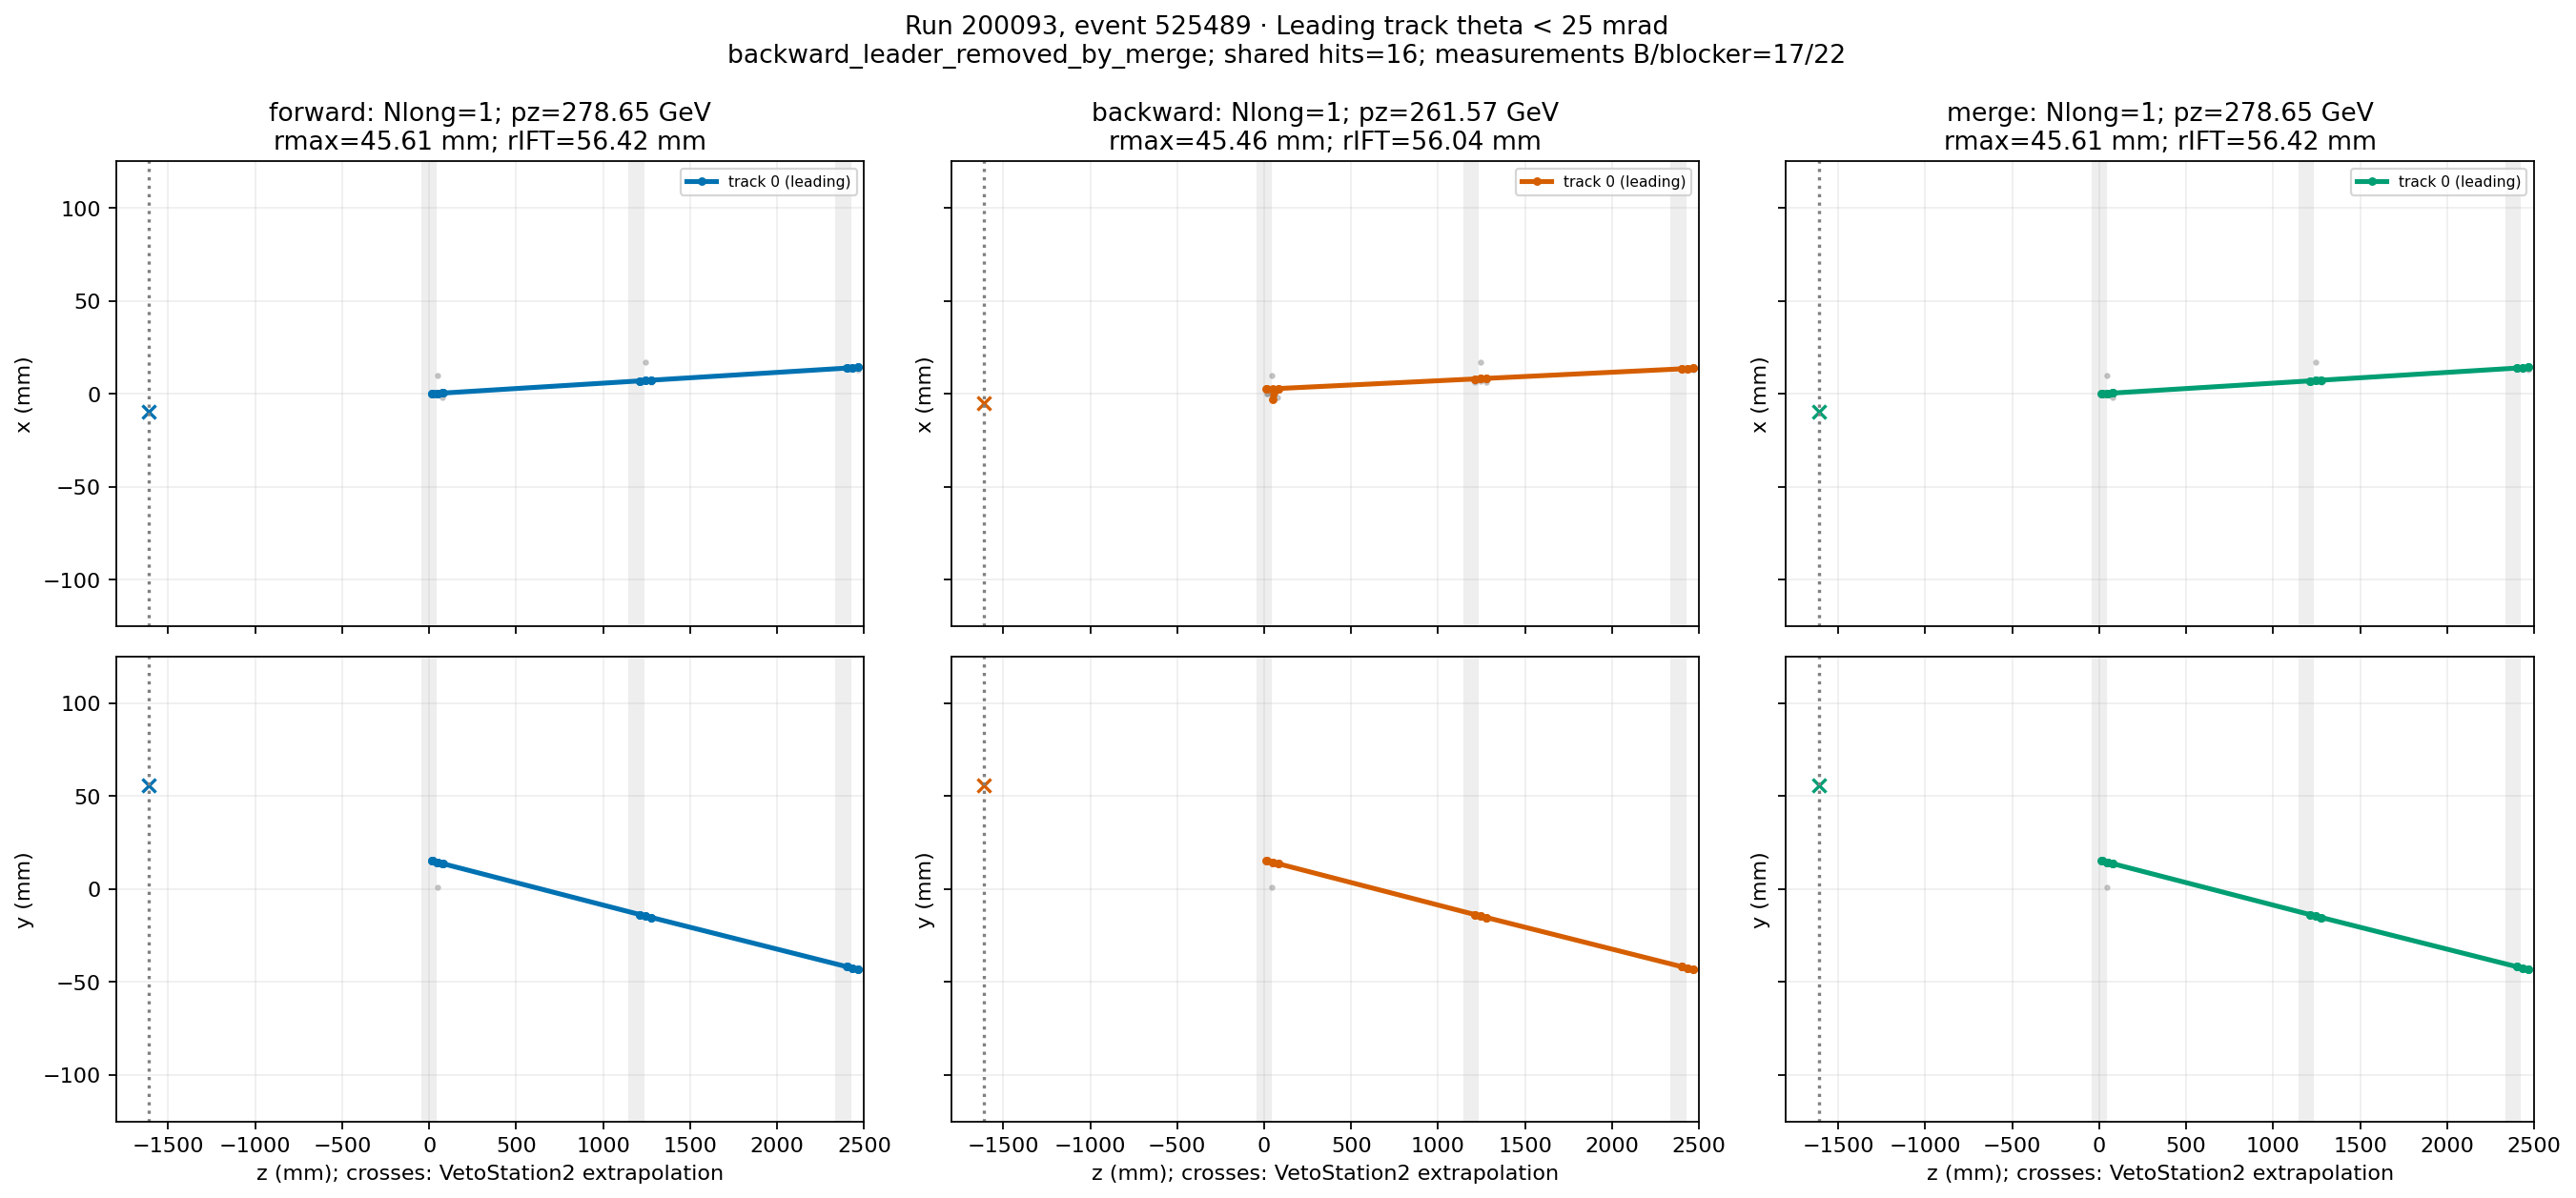 Run 200093, event 525489 · Leading track theta < 25 mrad
backward_leader_removed_by_merge; shared hits=16; measurements B/blocker=17/22
forward: Nlong=1; pz=278.65 GeV
rmax=45.61 mm; rIFT=56.42 mm
backward: Nlong=1; pz=261.57 GeV
rmax=45.46 mm; rIFT=56.04 mm
merge: Nlong=1; pz=278.65 GeV
rmax=45.61 mm; rIFT=56.42 mm
track 0 (leading)
track 0 (leading)
track 0 (leading)
x (mm)
100
50
0
−50
−100
x (mm)
x (mm)
y (mm)
100
50
0
−50
−100
y (mm)
y (mm)
−1500 −1000 −500 0 500 1000 1500 2000 2500
−1500 −1000 −500 0 500 1000 1500 2000 2500
−1500 −1000 −500 0 500 1000 1500 2000 2500
z (mm); crosses: VetoStation2 extrapolation
z (mm); crosses: VetoStation2 extrapolation
z (mm); crosses: VetoStation2 extrapolation